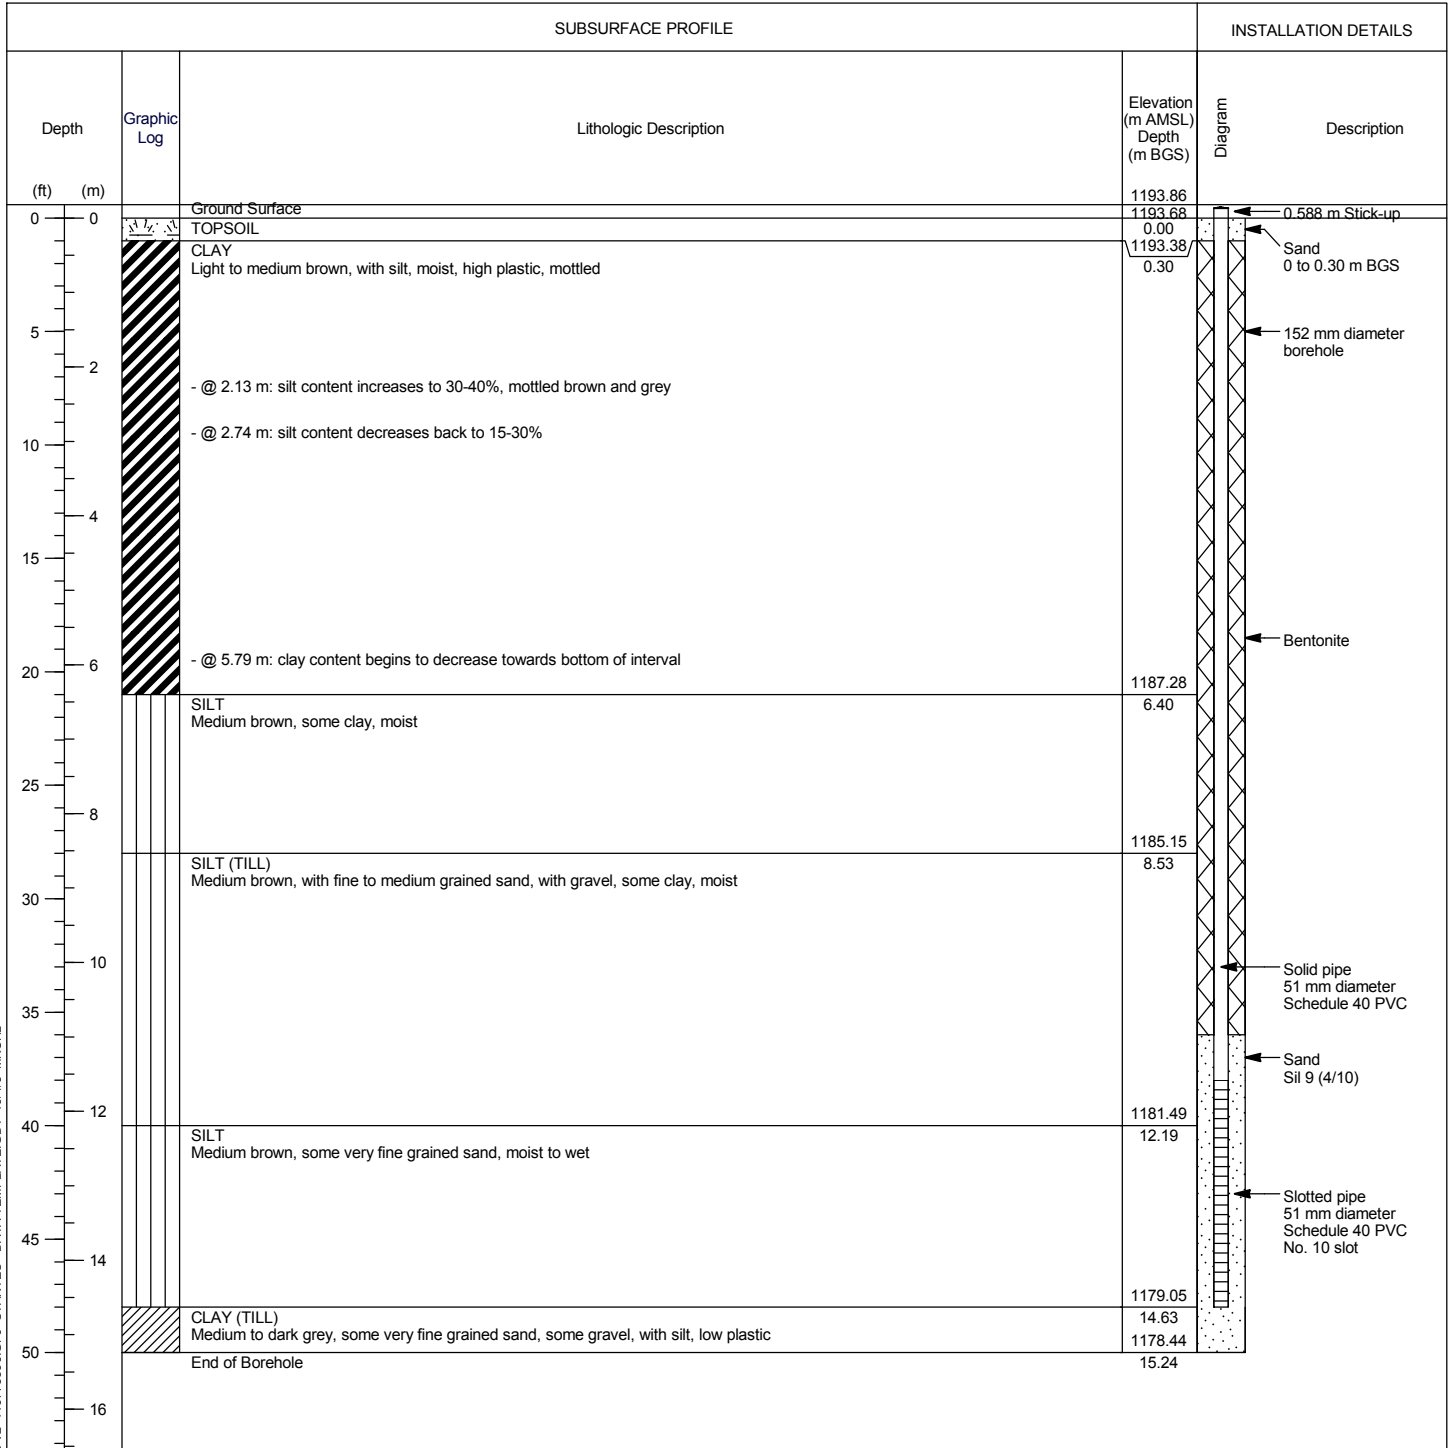 SUBSURFACE PROFILE
INSTALLATION DETAILS
Depth
Graphic
Log
Lithologic Description
Elevation
(m AMSL)
Depth
(m BGS)
Diagram
Description
(ft)
(m)
1193.86
Ground Surface
1193.68
0.588 m Stick-up
0
0
TOPSOIL
0.00
Sand
0 to 0.30 m BGS
CLAY
1193.38
Light to medium brown, with silt, moist, high plastic, mottled
0.30
5
152 mm diameter
borehole
2
- @ 2.13 m: silt content increases to 30-40%, mottled brown and grey
- @ 2.74 m: silt content decreases back to 15-30%
10
4
15
Bentonite
- @ 5.79 m: clay content begins to decrease towards bottom of interval
6
20
1187.28
SILT
6.40
Medium brown, some clay, moist
25
8
1185.15
SILT (TILL)
8.53
Medium brown, with fine to medium grained sand, with gravel, some clay, moist
30
10
Solid pipe
51 mm diameter
Schedule 40 PVC
35
Sand
Sil 9 (4/10)
12
1181.49
40
SILT
12.19
Medium brown, some very fine grained sand, moist to wet
Slotted pipe
51 mm diameter
Schedule 40 PVC
No. 10 slot
45
14
1179.05
CLAY (TILL)
14.63
Medium to dark grey, some very fine grained sand, some gravel, with silt, low plastic
1178.44
50
End of Borehole
15.24
16